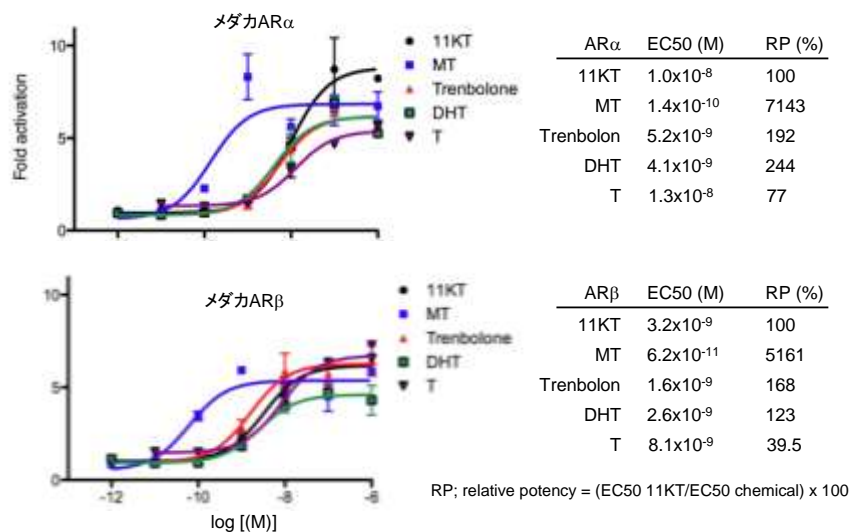 メダカARα
10
5
0
Fold activation
11KT
MT
Trenbolone
DHT
T
ARα EC50 (M) RP (%)
11KT 1.0x10⁻⁸ 100
MT 1.4x10⁻¹⁰ 7143
Trenbolon 5.2x10⁻⁹ 192
DHT 4.1x10⁻⁹ 244
T 1.3x10⁻⁸ 77
メダカARβ
10
5
0
-12 -10 -8 -6
log [(M)]
11KT
MT
Trenbolone
DHT
T
ARβ EC50 (M) RP (%)
11KT 3.2x10⁻⁹ 100
MT 6.2x10⁻¹¹ 5161
Trenbolon 1.6x10⁻⁹ 168
DHT 2.6x10⁻⁹ 123
T 8.1x10⁻⁹ 39.5
RP; relative potency = (EC50 11KT/EC50 chemical) x 100